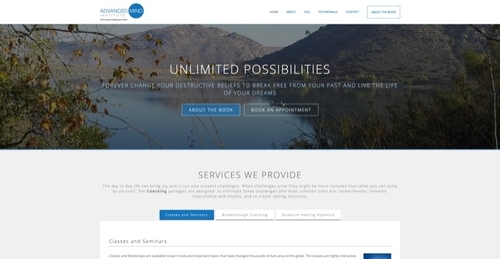 ADVANCED MIND
INSTITUTE
HOME ABOUT FAQ TESTIMONIALS CONTACT ABOUT THE BOOK
UNLIMITED POSSIBILITIES
FOREVER CHANGE YOUR DESTRUCTIVE BELIEFS TO BREAK FREE FROM YOUR PAST AND LIVE THE LIFE
OF YOUR DREAMS
ABOUT THE BOOK BOOK AN APPOINTMENT
SERVICES WE PROVIDE
The day to day life can bring joy and it can also present challenges. When challenges arise they might be more complex than what you can solve
by yourself. The Coaching packages are designed to eliminate these challenges (the most common ones are: career/money, romantic
relationship and health) and to create lasting solutions.
Classes and Seminars Breakthrough Coaching Quantum Healing Hypnosis
Classes and Seminars
Classes and Workshops are available to learn tools and important topics that have changed thousands of lives around the globe. The classes are highly interactive,